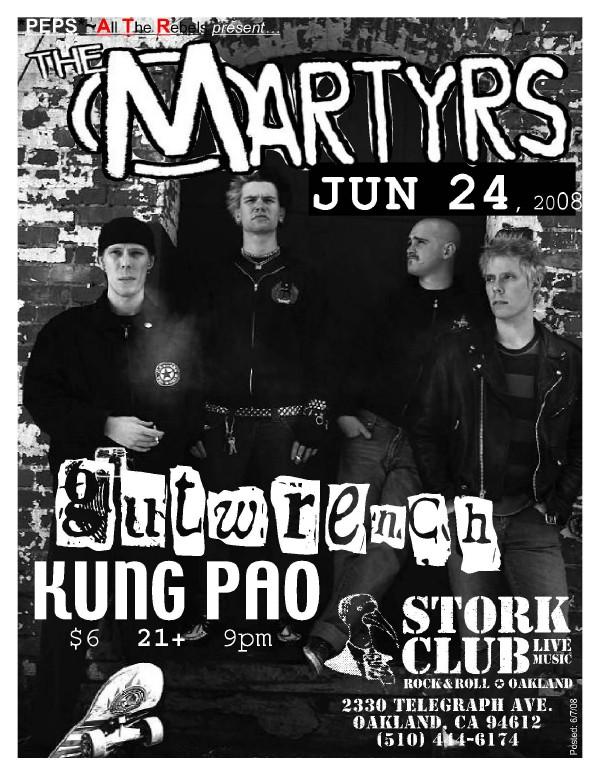 PEPS - All The Rebels present...
THE MARTYRS
JUN 24, 2008
gutwrench
KUNG PAO
$6 21+ 9pm
STORK
CLUB LIVE MUSIC
ROCK & ROLL ✪ OAKLAND
2330 TELEGRAPH AVE.
OAKLAND, CA 94612
(510) 444-6174
Posted: 6/7/08